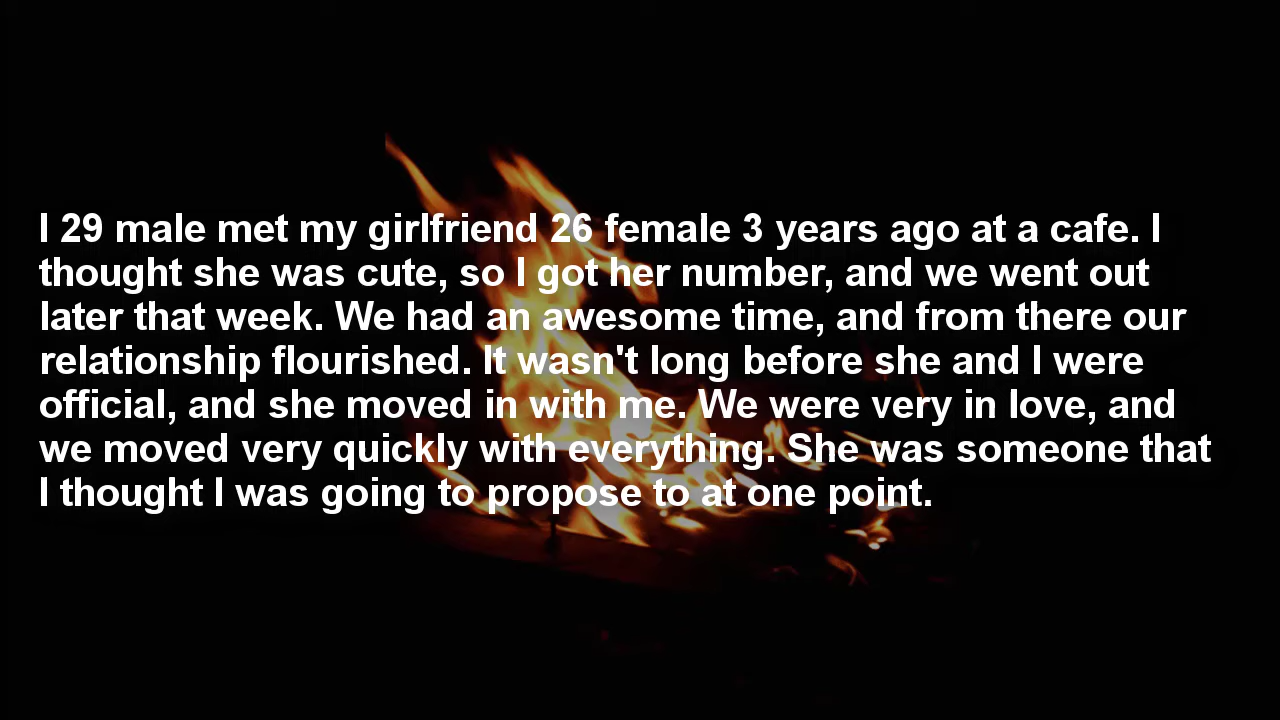 I 29 male met my girlfriend 26 female 3 years ago at a cafe. I
thought she was cute, so I got her number, and we went out
later that week. We had an awesome time, and from there our
relationship flourished. It wasn't long before she and I were
official, and she moved in with me. We were very in love, and
we moved very quickly with everything. She was someone that
I thought I was going to propose to at one point.